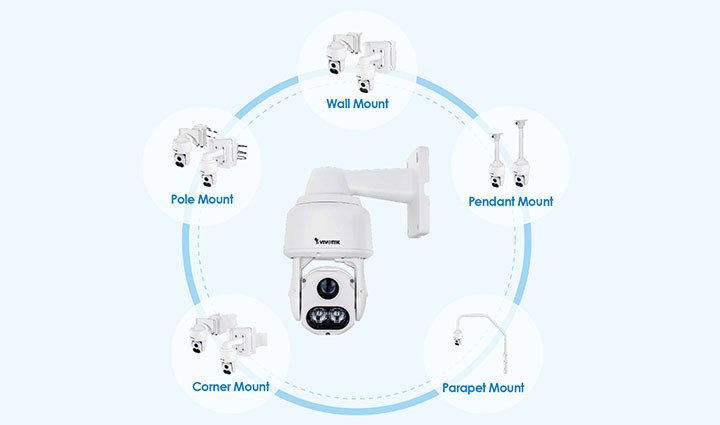 Wall Mount
Pole Mount
Pendant Mount
VIVOTEK
Corner Mount
Parapet Mount